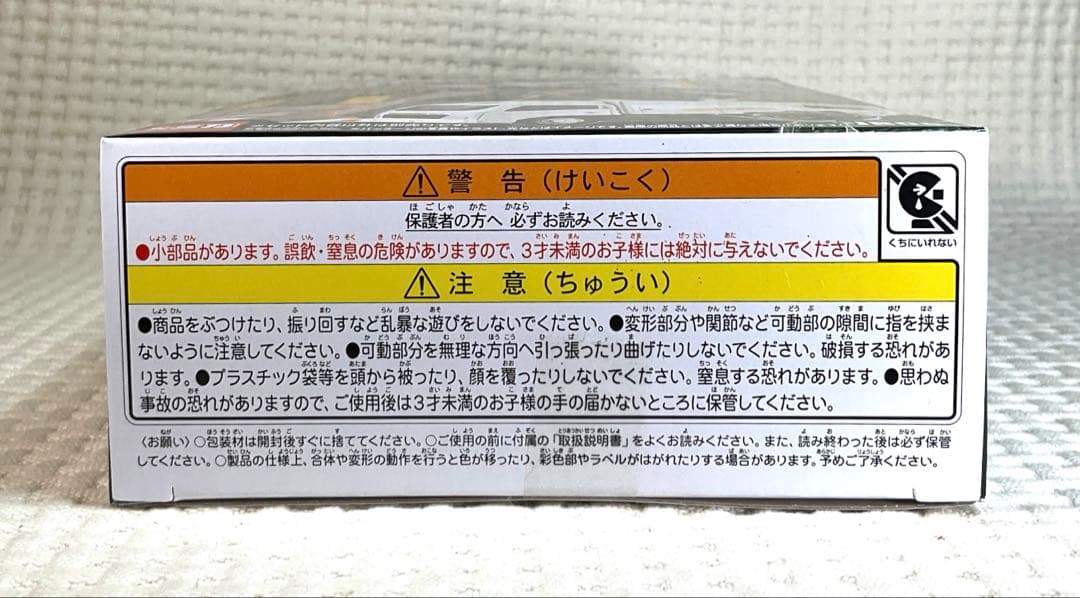 警告（けいこく）
保護者の方へ 必ずお読みください。
●小部品があります。誤飲・窒息の危険がありますので、3才未満のお子様には絶対に与えないでください。
くちにいれない
注意（ちゅうい）
●商品をぶつけたり、振り回すなど乱暴な遊びをしないでください。●変形部分や関節など可動部の隙間に指を挟ま
ないように注意してください。●可動部分を無理な方向へ引っ張ったり曲げたりしないでください。破損する恐れがあ
ります。●プラスチック袋等を頭から被ったり、顔を覆ったりしないでください。窒息する恐れがあります。●思わぬ
事故の恐れがありますので、ご使用後は3才未満のお子様の手の届かないところに保管してください。
〈お願い〉○包装材は開封後すぐに捨ててください。○ご使用の前に付属の「取扱説明書」をよくお読みください。また、読み終わった後は必ず保管
してください。○製品の仕様上、合体や変形の動作を行うと色が移ったり、彩色部やラベルがはがれたりする場合があります。予めご了承ください。